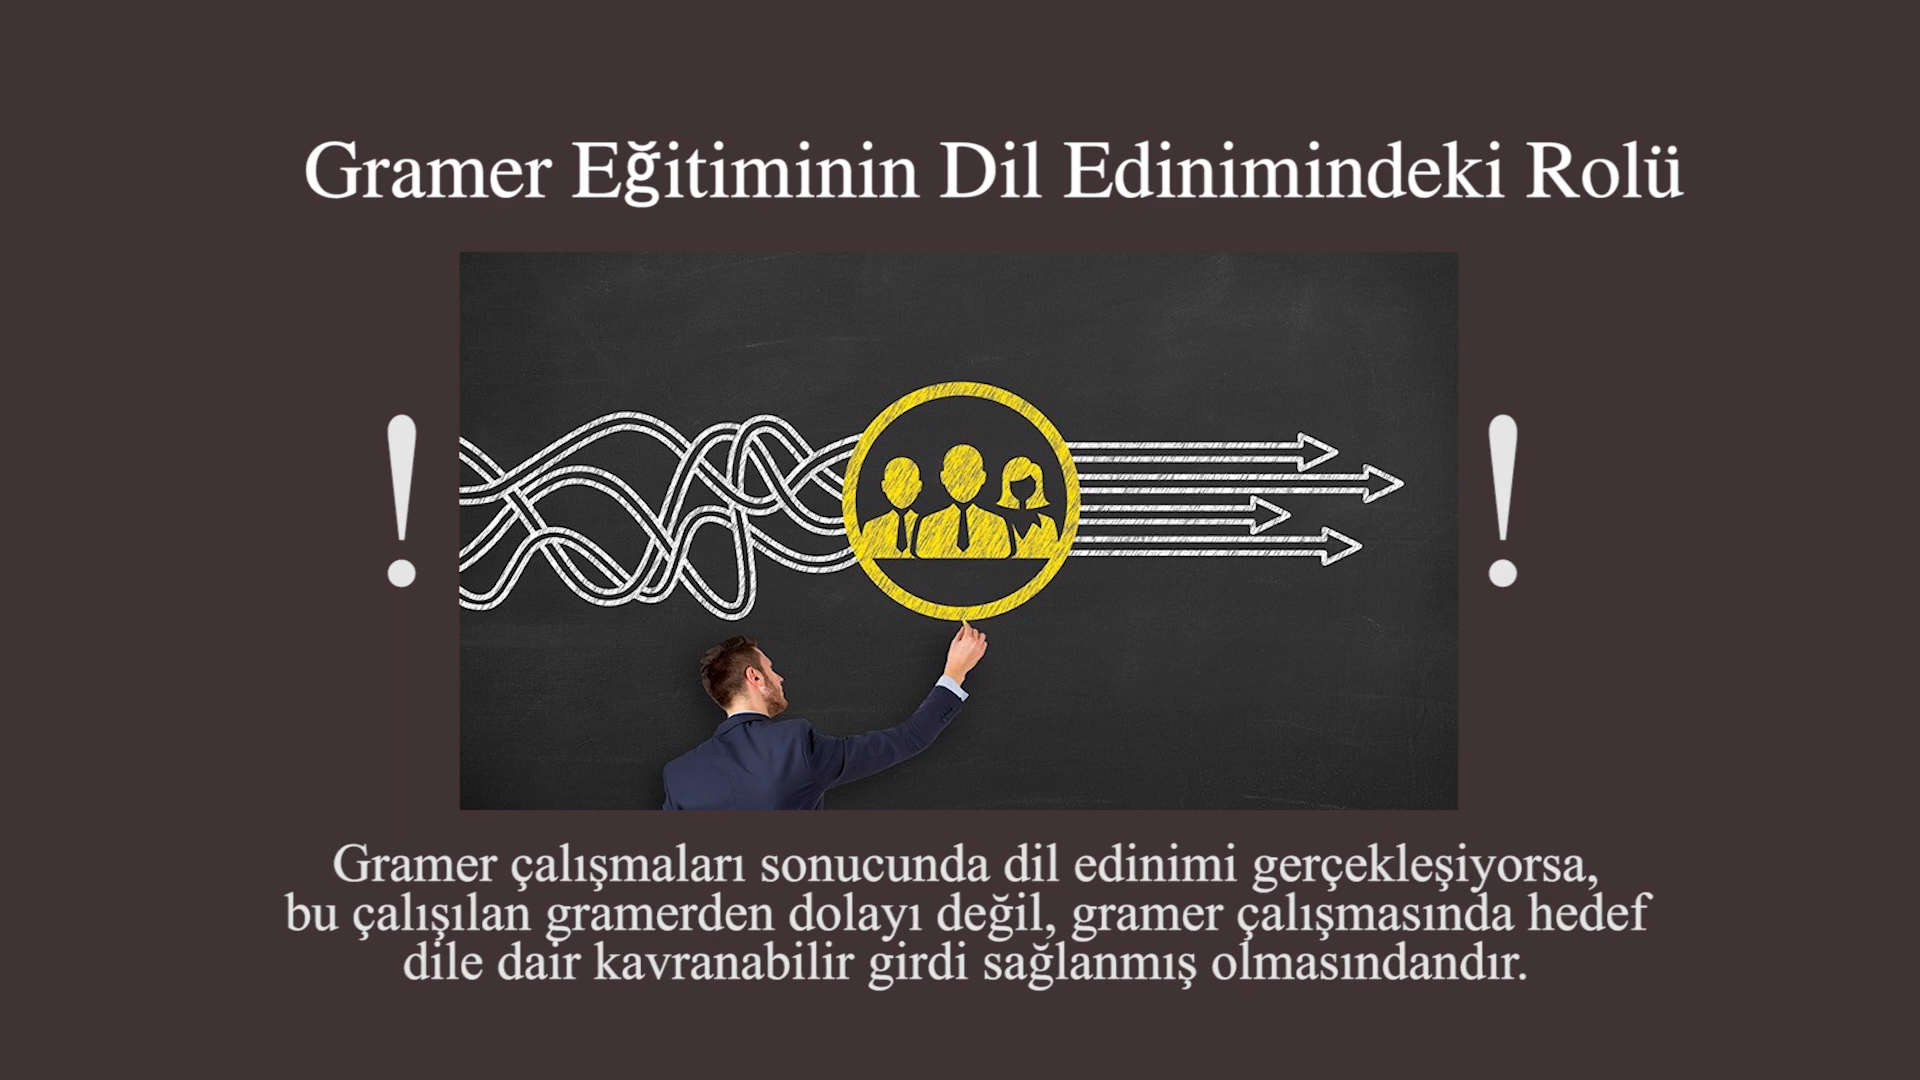 Gramer Eğitiminin Dil Edinimindeki Rolü
! !
Gramer çalışmaları sonucunda dil edinimi gerçekleşiyorsa,
bu çalışılan gramerden dolayı değil, gramer çalışmasında hedef
dile dair kavranabilir girdi sağlanmış olmasındandır.